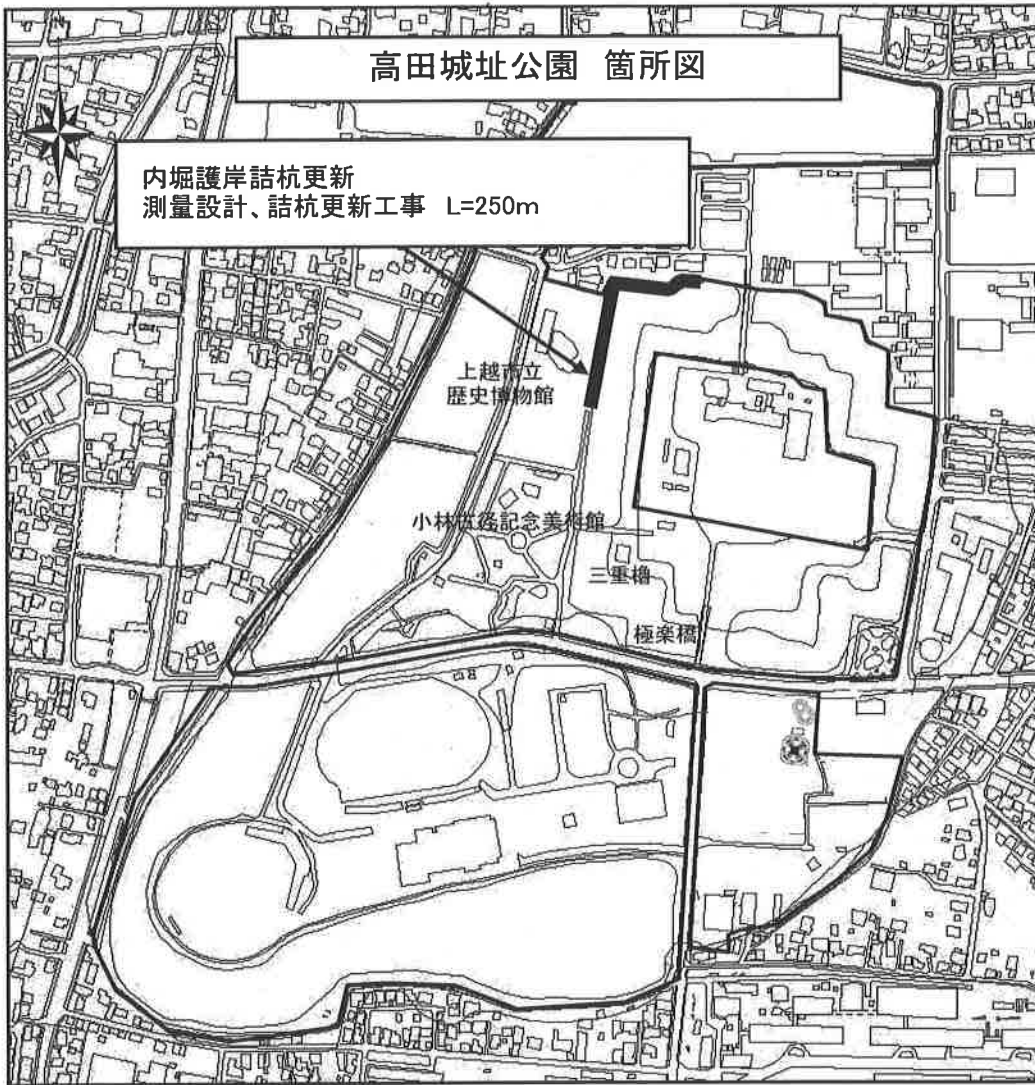 高田城址公園 箇所図
内堀護岸詰杭更新
測量設計、詰杭更新工事 L=250m
上越市立
歴史博物館
小林古径記念美術館
三重櫓
極楽橋